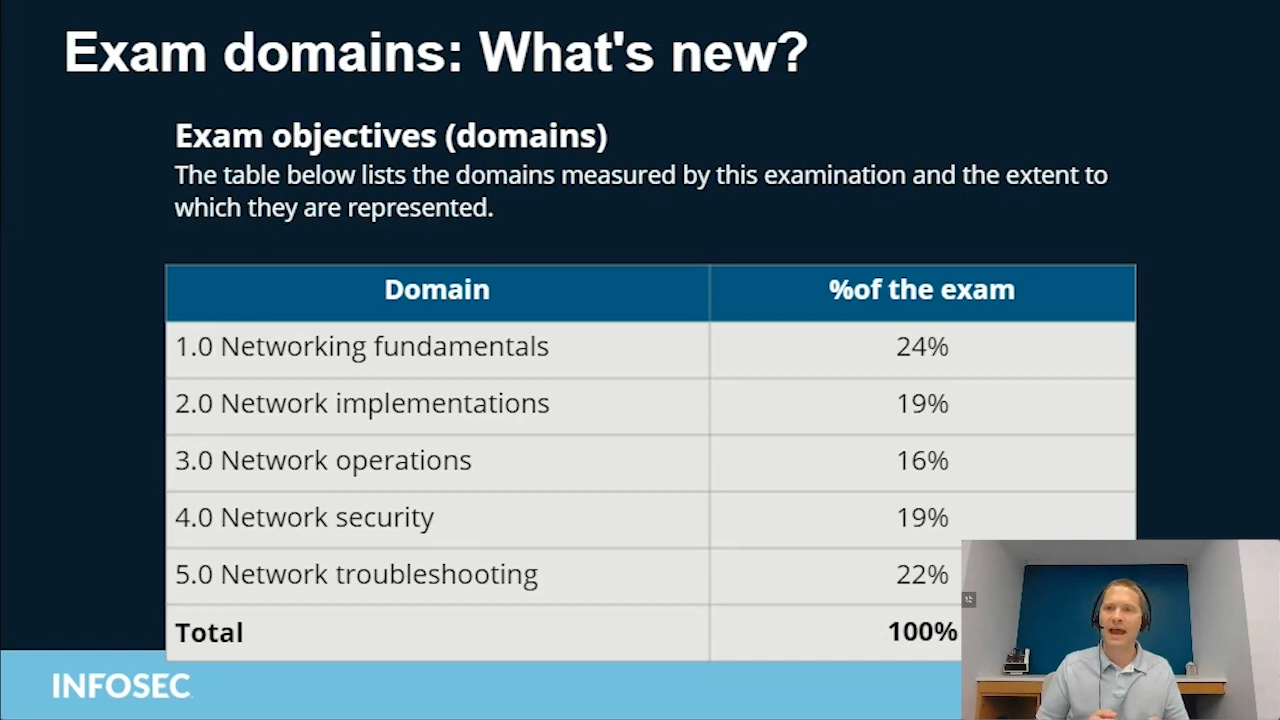 Exam domains: What's new?
Exam objectives (domains)
The table below lists the domains measured by this examination and the extent to
which they are represented.
Domain %of the exam
1.0 Networking fundamentals 24%
2.0 Network implementations 19%
3.0 Network operations 16%
4.0 Network security 19%
5.0 Network troubleshooting 22%
Total 100%
INFOSEC